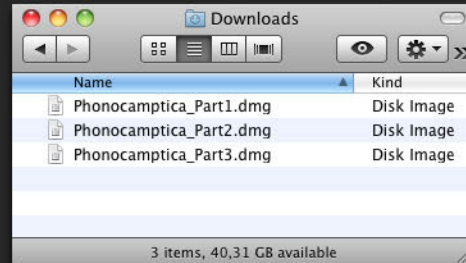 Downloads
Name Kind
Phonocamptica_Part1.dmg Disk Image
Phonocamptica_Part2.dmg Disk Image
Phonocamptica_Part3.dmg Disk Image
3 items, 40,31 GB available